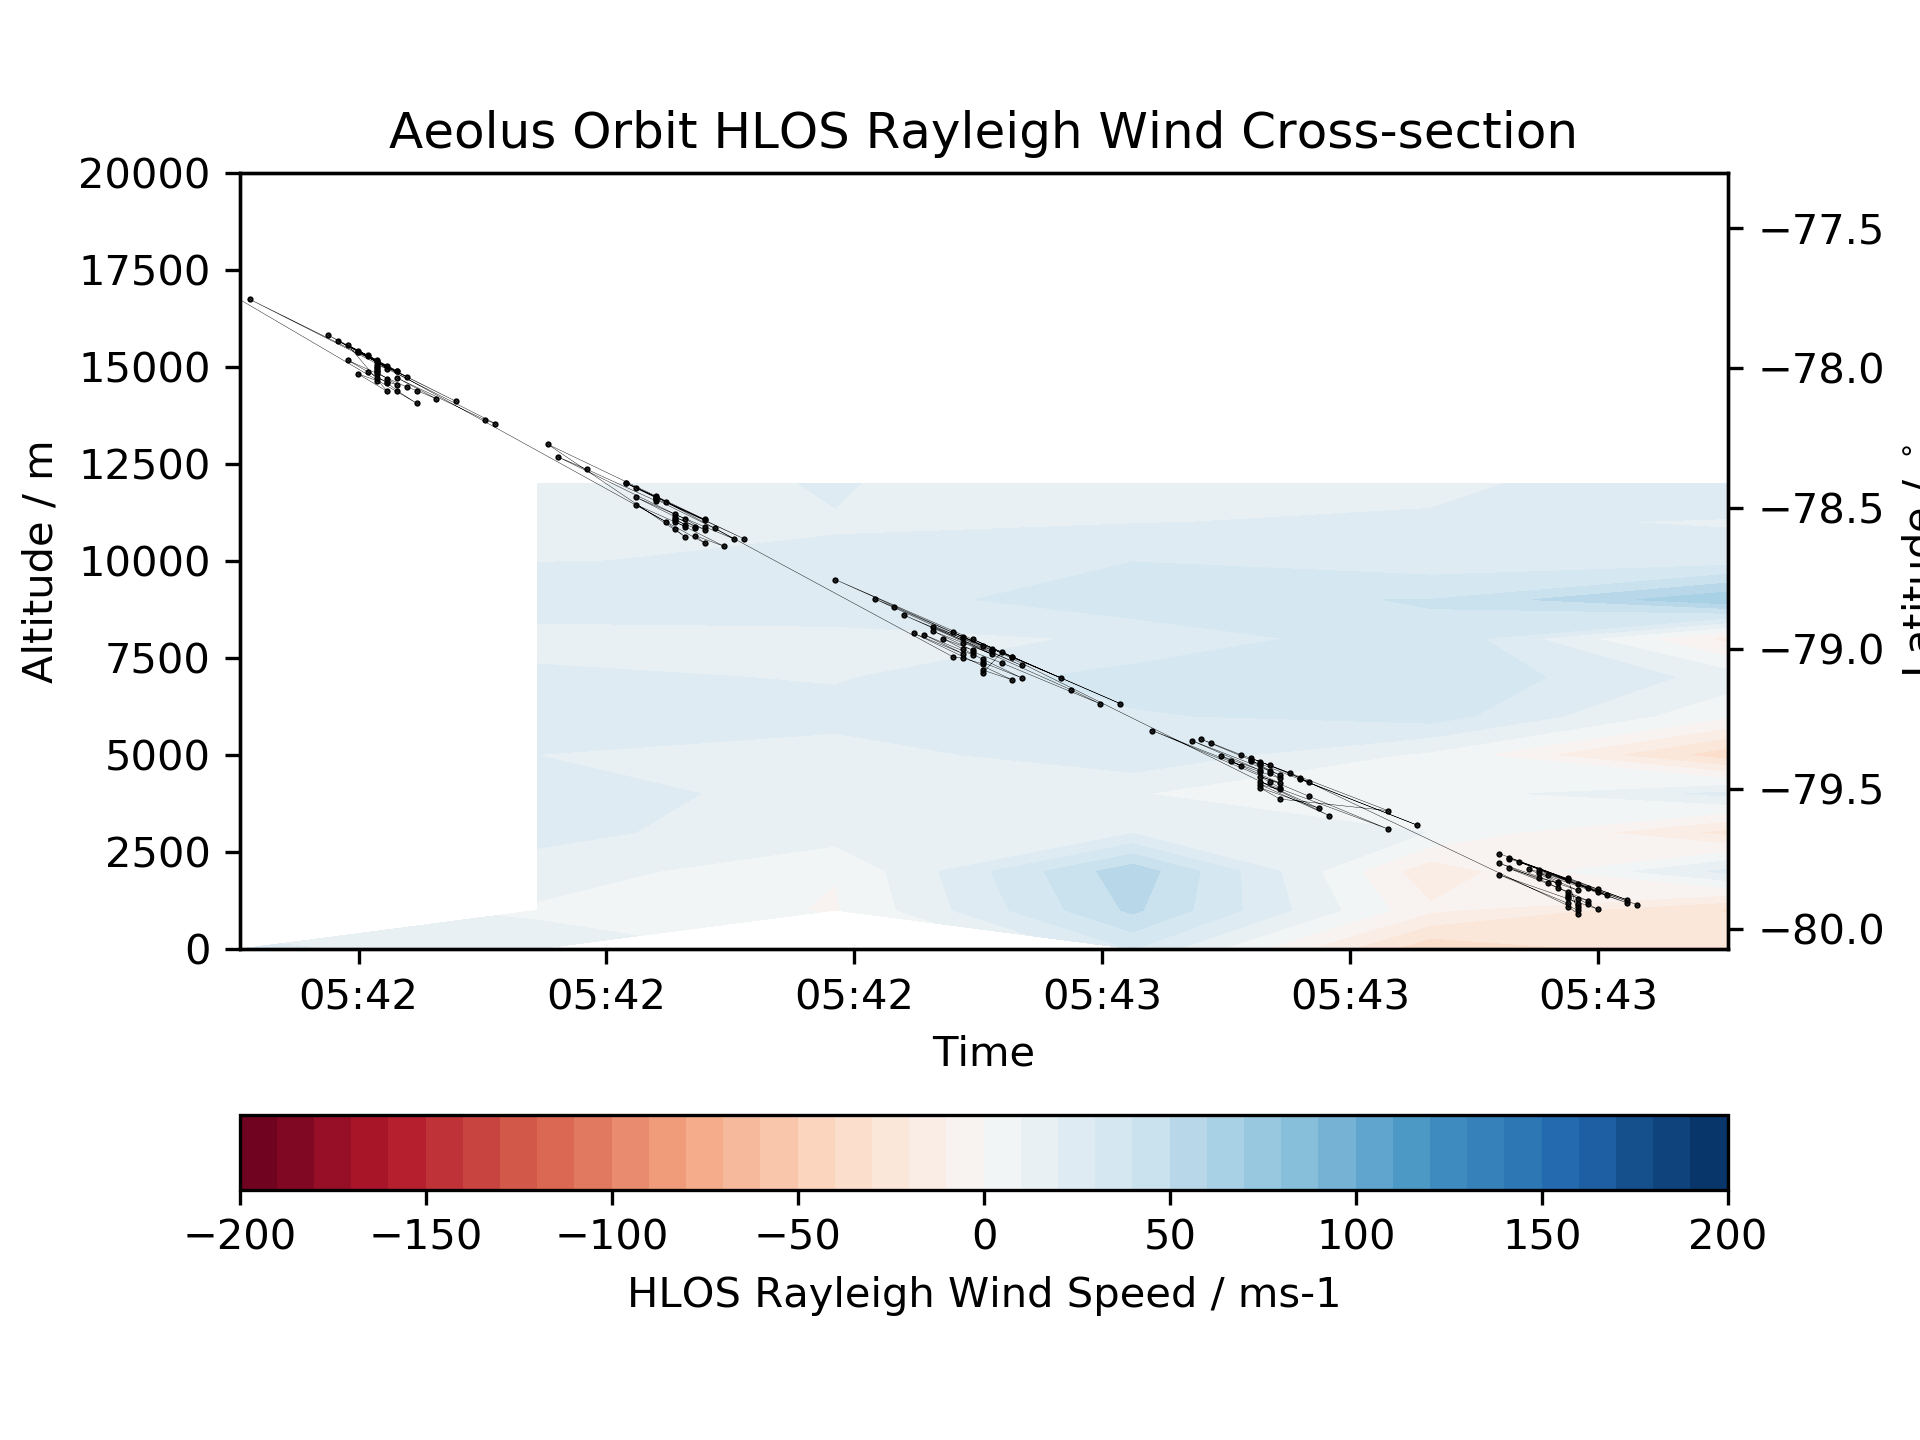 Aeolus Orbit HLOS Rayleigh Wind Cross-section
20000
17500
15000
12500
10000
7500
5000
2500
0
Altitude / m
−77.5
−78.0
−78.5
−79.0
−79.5
−80.0
Latitude / °
05:42 05:42 05:42 05:43 05:43 05:43
Time
−200 −150 −100 −50 0 50 100 150 200
HLOS Rayleigh Wind Speed / ms-1